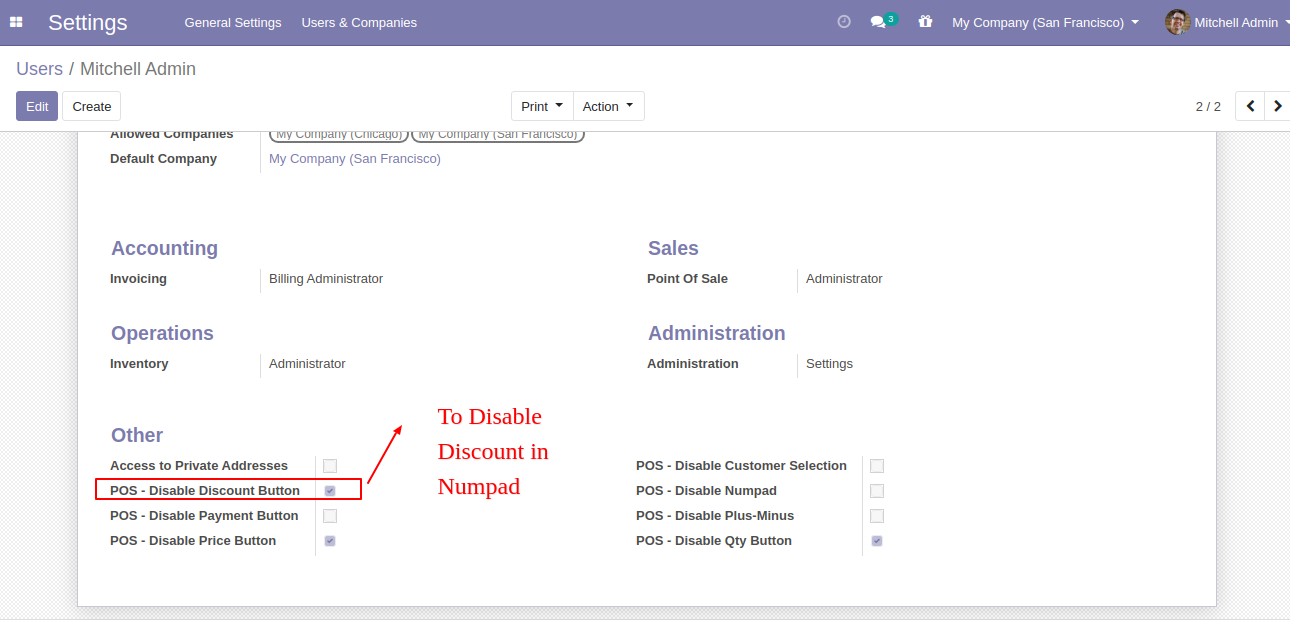 Settings General Settings Users & Companies 3 My Company (San Francisco) Mitchell Admin
Users / Mitchell Admin
Edit Create Print Action 2 / 2
Allowed Companies My Company (Chicago) My Company (San Francisco)
Default Company My Company (San Francisco)
Accounting Sales
Invoicing Billing Administrator Point Of Sale Administrator
Operations Administration
Inventory Administrator Administration Settings
To Disable
Discount in
Numpad
Other
Access to Private Addresses POS - Disable Customer Selection
POS - Disable Discount Button POS - Disable Numpad
POS - Disable Payment Button POS - Disable Plus-Minus
POS - Disable Price Button POS - Disable Qty Button